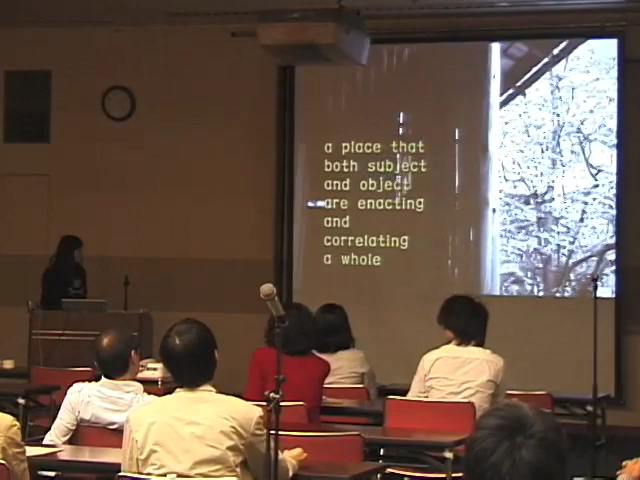 a place that
both subject
and object
are enacting
and
correlating
a whole